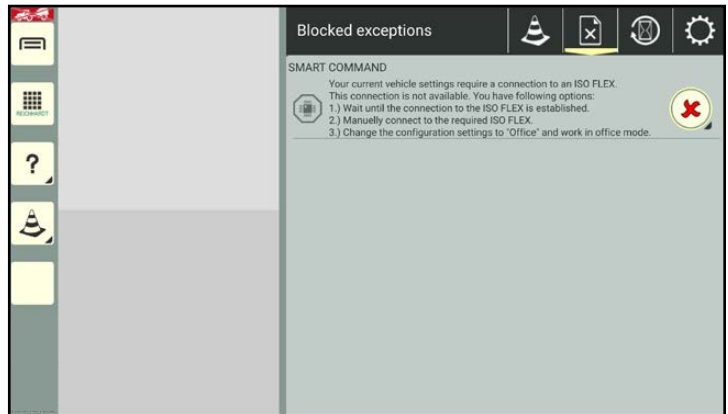 Blocked exceptions
SMART COMMAND
Your current vehicle settings require a connection to an ISO FLEX.
This connection is not available. You have following options:
1.) Wait until the connection to the ISO FLEX is established.
2.) Manuelly connect to the required ISO FLEX.
3.) Change the configuration settings to "Office" and work in office mode.
REICHHARDT
?